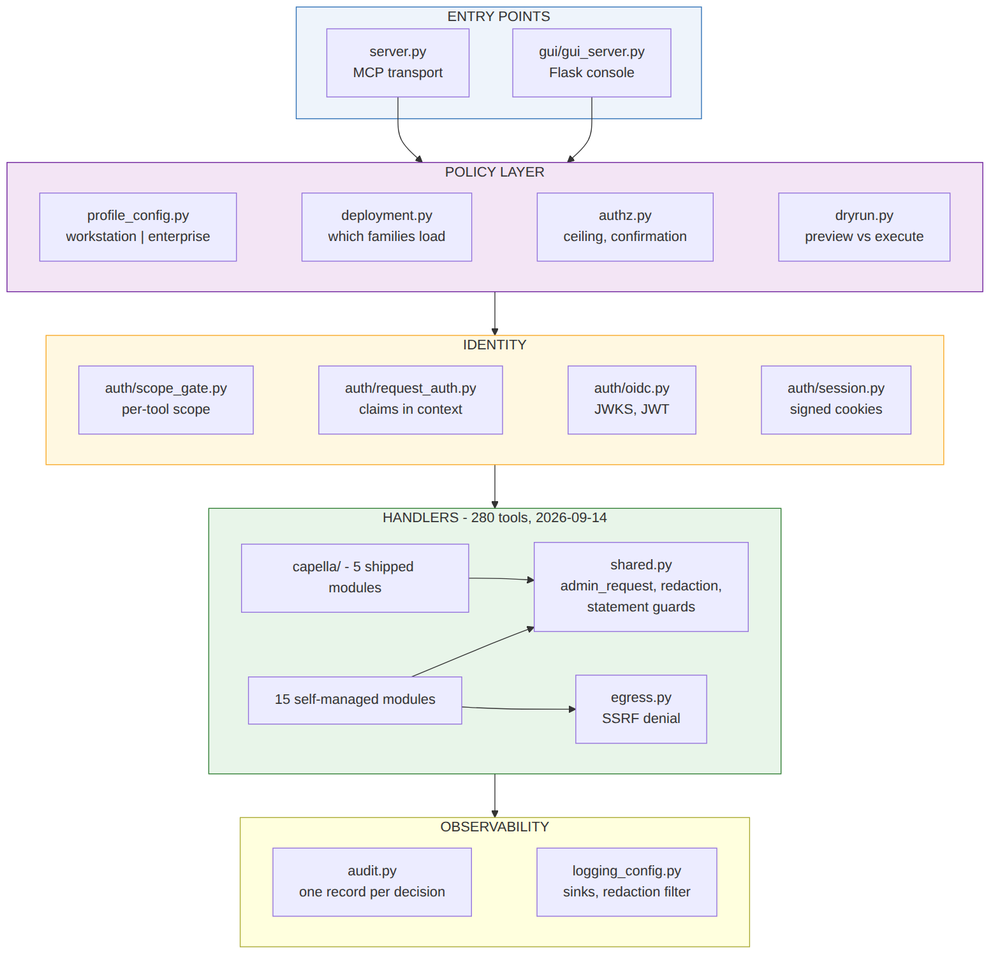 ENTRY POINTS
server.py
MCP transport
gui/gui_server.py
Flask console
POLICY LAYER
profile_config.py
workstation | enterprise
deployment.py
which families load
authz.py
ceiling, confirmation
dryrun.py
preview vs execute
IDENTITY
auth/scope_gate.py
per-tool scope
auth/request_auth.py
claims in context
auth/oidc.py
JWKS, JWT
auth/session.py
signed cookies
HANDLERS - 280 tools, 2026-09-14
capella/ - 5 shipped
modules
shared.py
admin_request, redaction,
statement guards
15 self-managed modules
egress.py
SSRF denial
OBSERVABILITY
audit.py
one record per decision
logging_config.py
sinks, redaction filter